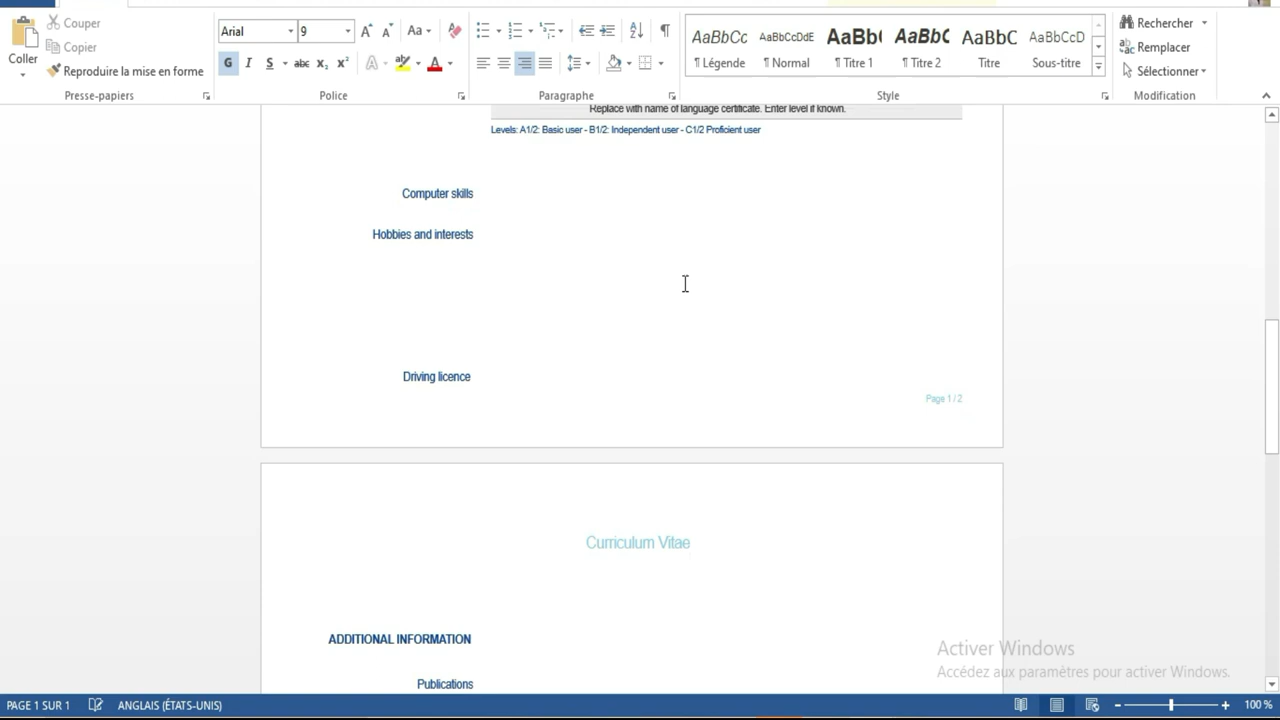 Couper
Copier
Coller
Reproduire la mise en forme
Presse-papiers
Arial
9
Aa
G I S abc x₂ x² A A
Police
Paragraphe
AaBbCc AaBbCcDdE AaBb( AaBbC AaBbC AaBbCcD
¶ Légende ¶ Normal ¶ Titre 1 ¶ Titre 2 Titre Sous-titre
Style
Rechercher
Remplacer
Sélectionner
Modification
Replace with name of language certificate. Enter level if known.
Levels: A1/2: Basic user - B1/2: Independent user - C1/2 Proficient user
Computer skills
Hobbies and interests
Driving licence
Page 1 / 2
Curriculum Vitae
ADDITIONAL INFORMATION
Publications
Activer Windows
Accédez aux paramètres pour activer Windows.
PAGE 1 SUR 1 ANGLAIS (ÉTATS-UNIS) 100 %